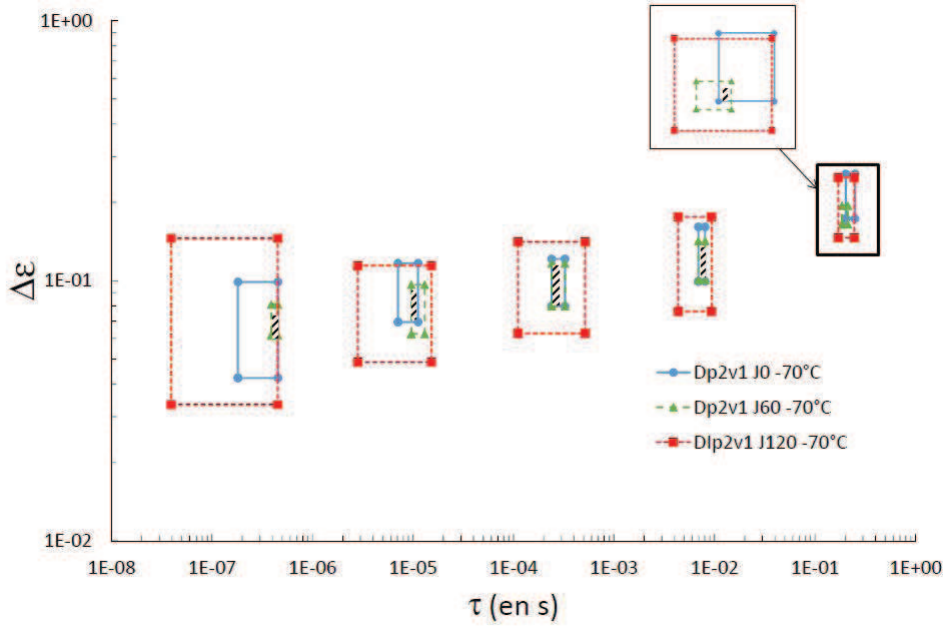 1E+00
1E-01
1E-02
Δε
Dp2v1 J0 -70°C
Dp2v1 J60 -70°C
Dlp2v1 J120 -70°C
1E-08 1E-07 1E-06 1E-05 1E-04 1E-03 1E-02 1E-01 1E+00
τ (en s)